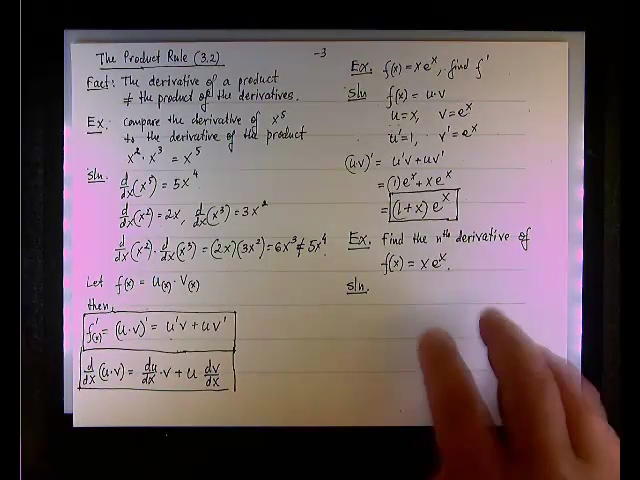 The Product Rule (3.2)
-3
Fact: The derivative of a product
≠ the product of the derivatives.
Ex: Compare the derivative of x⁵
to the derivative of the product
x² · x³ = x⁵
Sln
d/dx (x⁵) = 5x⁴
d/dx (x²) = 2x, d/dx (x³) = 3x²
d/dx (x²) · d/dx (x³) = (2x)(3x²) = 6x³ ≠ 5x⁴
Let f(x) = u(x) · v(x)
then,
f'(x) = (u·v)' = u'v + uv'
d/dx (u·v) = du/dx · v + u dv/dx
Ex. f(x) = xeˣ, find f'
Sln f(x) = u·v
u = x, v = eˣ
u' = 1, v' = eˣ
(u·v)' = u'v + uv'
= (1)eˣ + xeˣ
= (1+x)eˣ
Ex. Find the nᵗʰ derivative of
f(x) = xeˣ.
Sln.